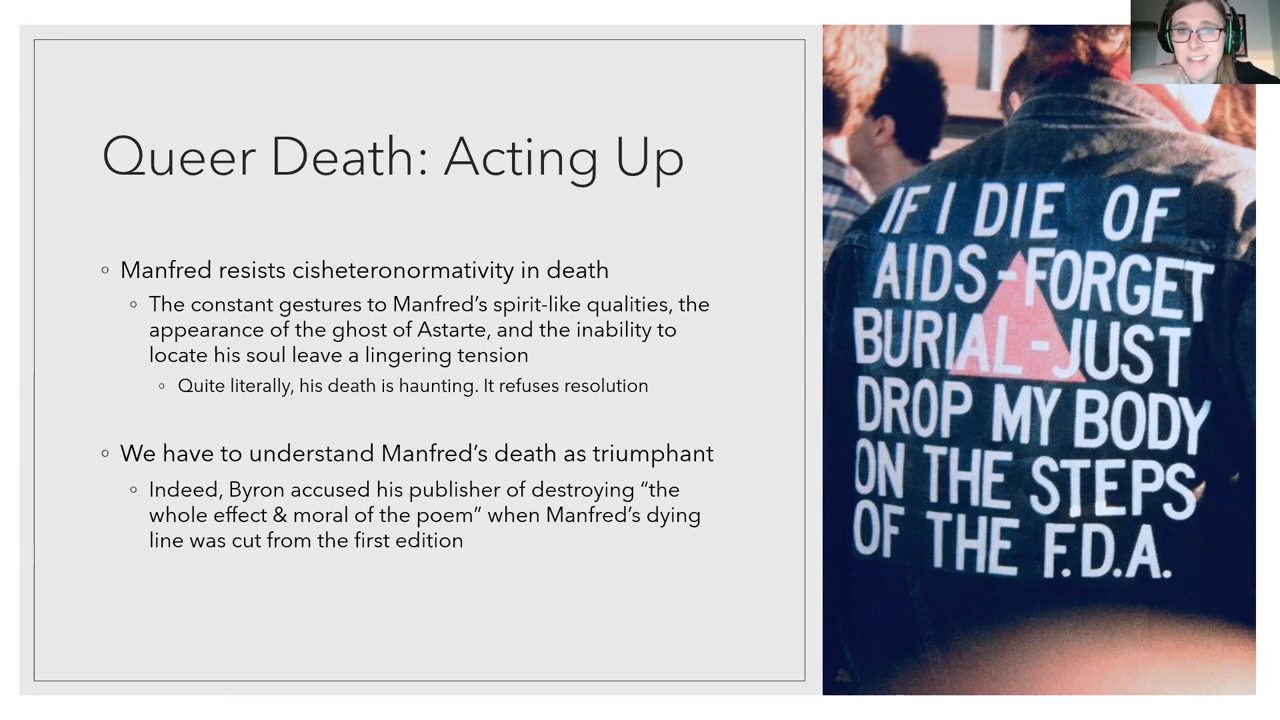 Queer Death: Acting Up
◦ Manfred resists cisheteronormativity in death
◦ The constant gestures to Manfred’s spirit-like qualities, the
appearance of the ghost of Astarte, and the inability to
locate his soul leave a lingering tension
◦ Quite literally, his death is haunting. It refuses resolution
◦ We have to understand Manfred’s death as triumphant
◦ Indeed, Byron accused his publisher of destroying “the
whole effect & moral of the poem” when Manfred’s dying
line was cut from the first edition
IF I DIE OF
AIDS - FORGET
BURIAL - JUST
DROP MY BODY
ON THE STEPS
OF THE F.D.A.